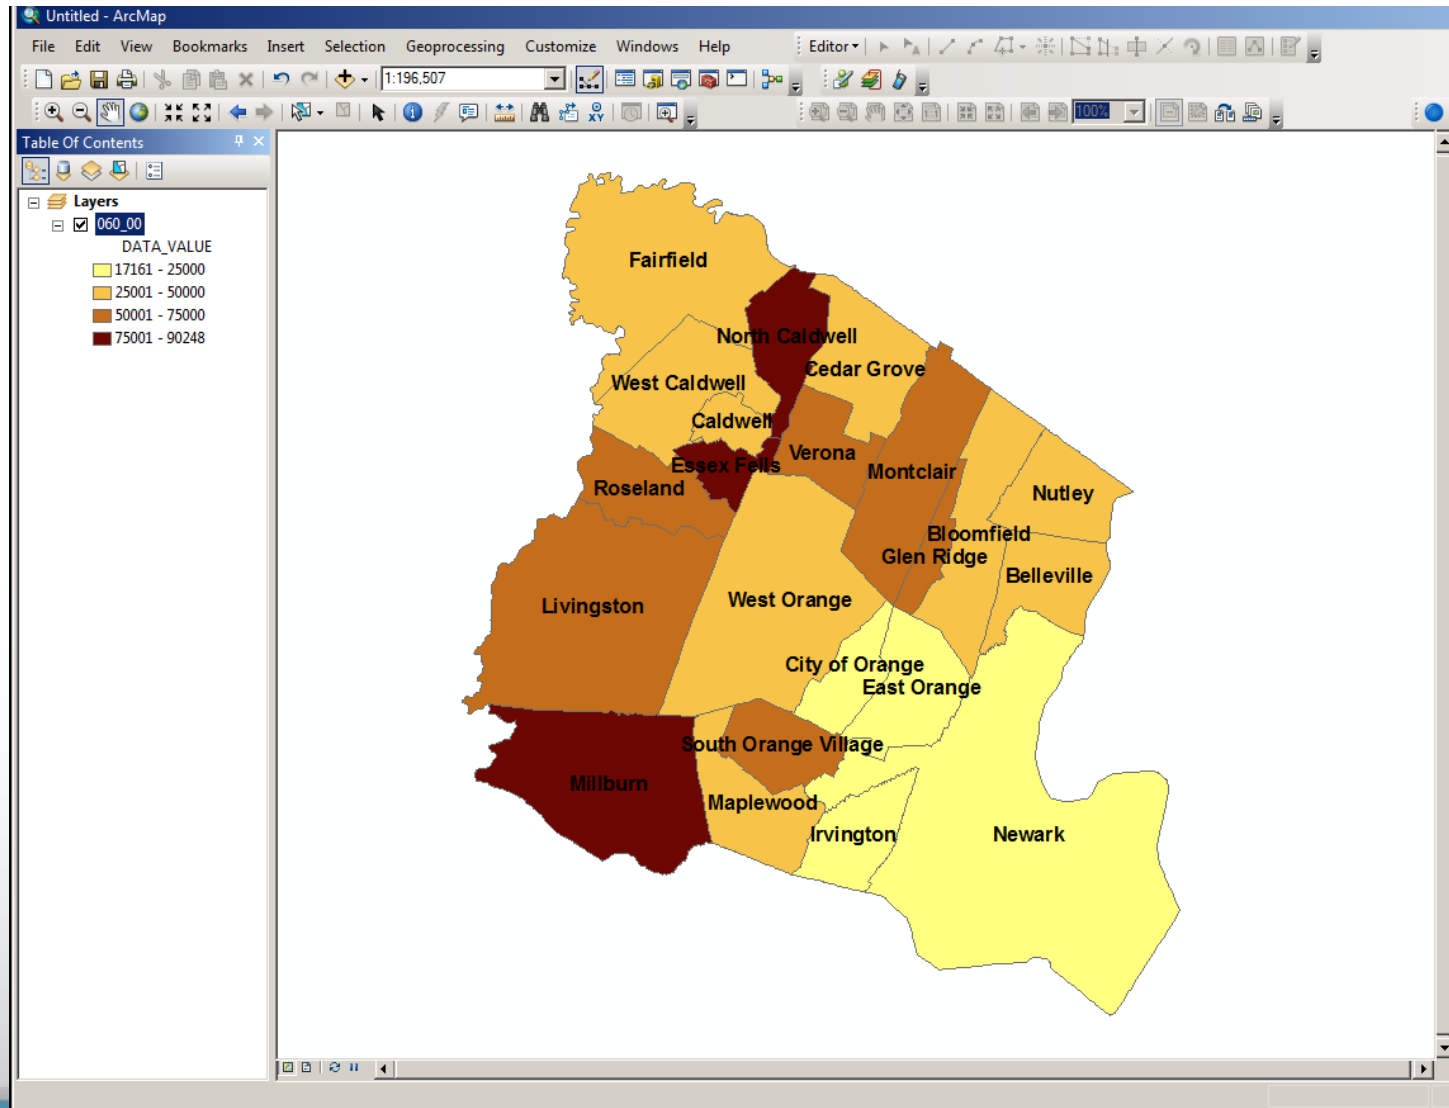 Untitled - ArcMap
File Edit View Bookmarks Insert Selection Geoprocessing Customize Windows Help Editor
1:196,507
XY 1:1 100%
Table Of Contents
Layers
060_00
DATA_VALUE
17161 - 25000
25001 - 50000
50001 - 75000
75001 - 90248
Fairfield
North Caldwell
Cedar Grove
West Caldwell
Caldwell
Verona
Essex Fells
Montclair
Roseland
Nutley
Bloomfield
Glen Ridge
Belleville
West Orange
Livingston
City of Orange
East Orange
South Orange Village
Millburn
Maplewood
Irvington
Newark